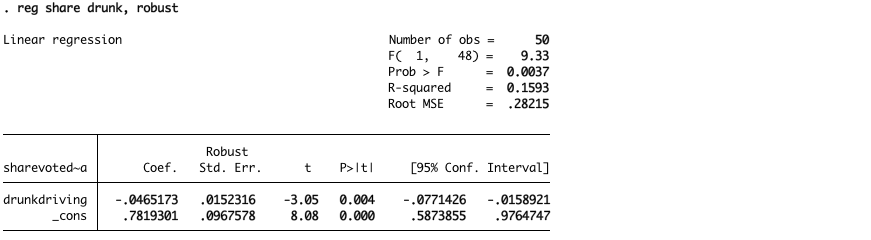 . reg share drunk, robust
Linear regression Number of obs = 50
F( 1, 48) = 9.33
Prob > F = 0.0037
R-squared = 0.1593
Root MSE = .28215
Robust
sharevoted~a Coef. Std. Err. t P>|t| [95% Conf. Interval]
drunkdriving -.0465173 .0152316 -3.05 0.004 -.0771426 -.0158921
_cons .7819301 .0967578 8.08 0.000 .5873855 .9764747